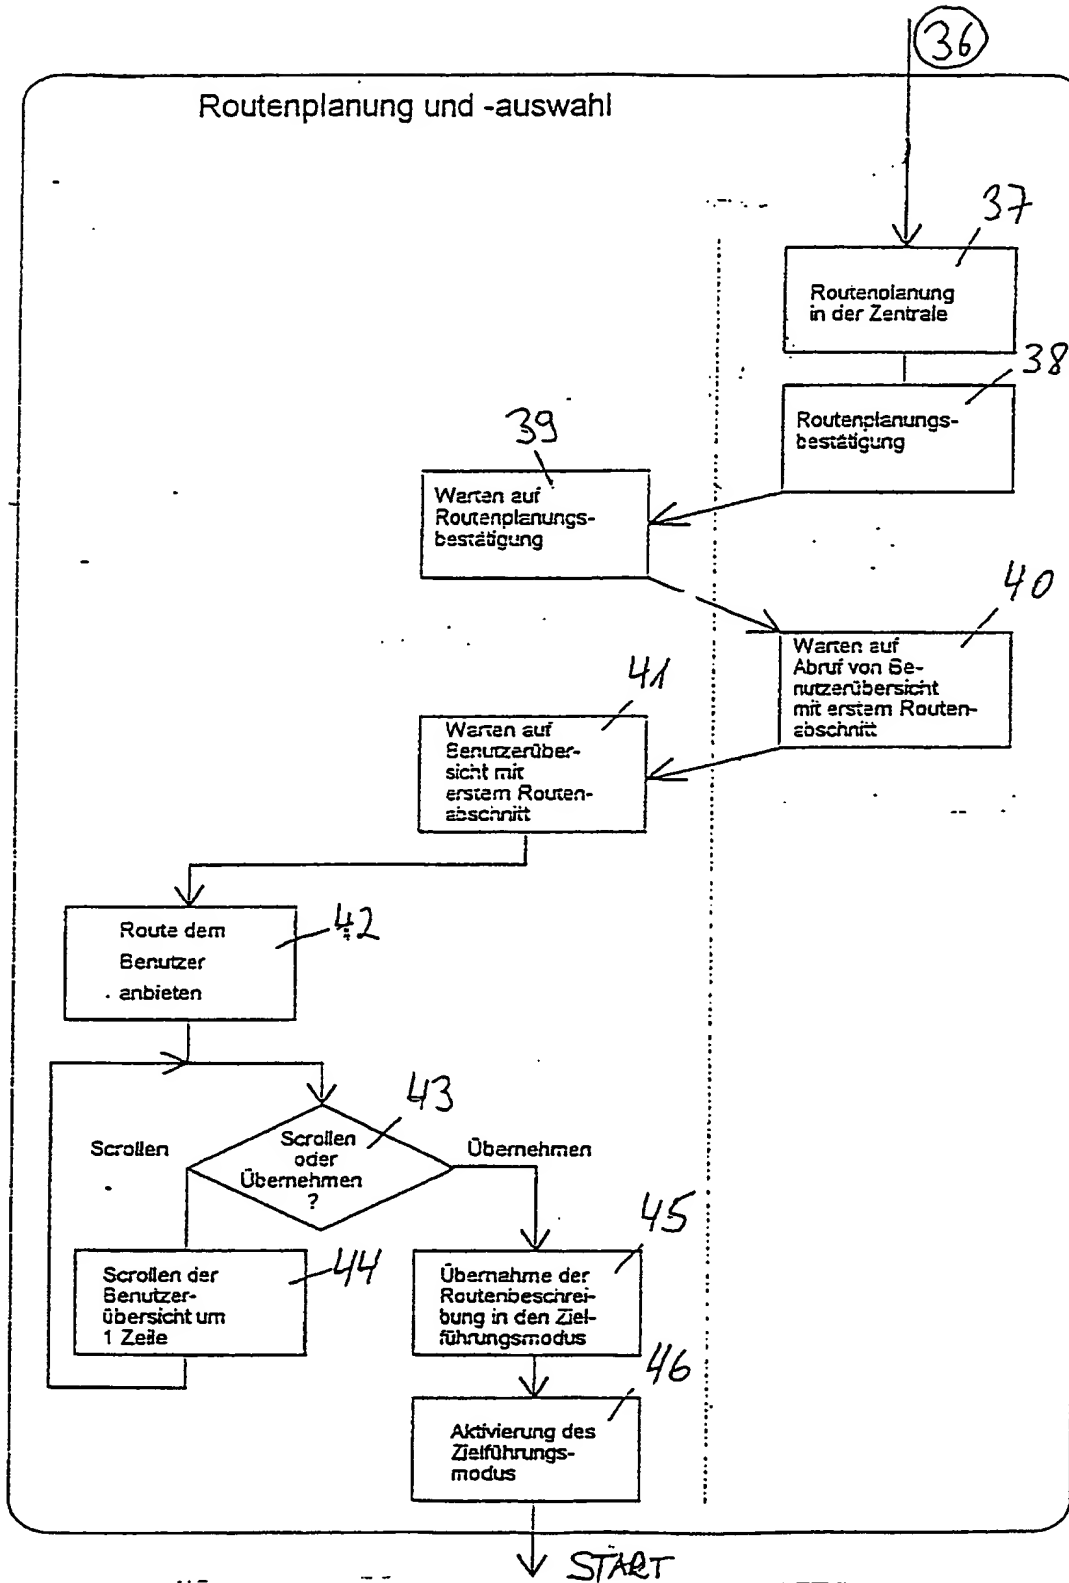 36
Routenplanung und -auswahl
37
Routenplanung
in der Zentrale
38
Routenplanungs-
bestätigung
39
Warten auf
Routenplanungs-
bestätigung
40
Warten auf
Abruf von Be-
nutzerübersicht
mit erstem Routen-
abschnitt
41
Warten auf
Benutzerüber-
sicht mit
erstem Routen-
abschnitt
42
Route dem
Benutzer
anbieten
43
Scrollen
Scrollen
oder
Übernehmen
?
Übernehmen
44
Scrollen der
Benutzer-
übersicht um
1 Zeile
45
Übernahme der
Routenbeschrei-
bung in den Ziel-
führungsmodus
46
Aktivierung des
Zielführungs-
modus
START